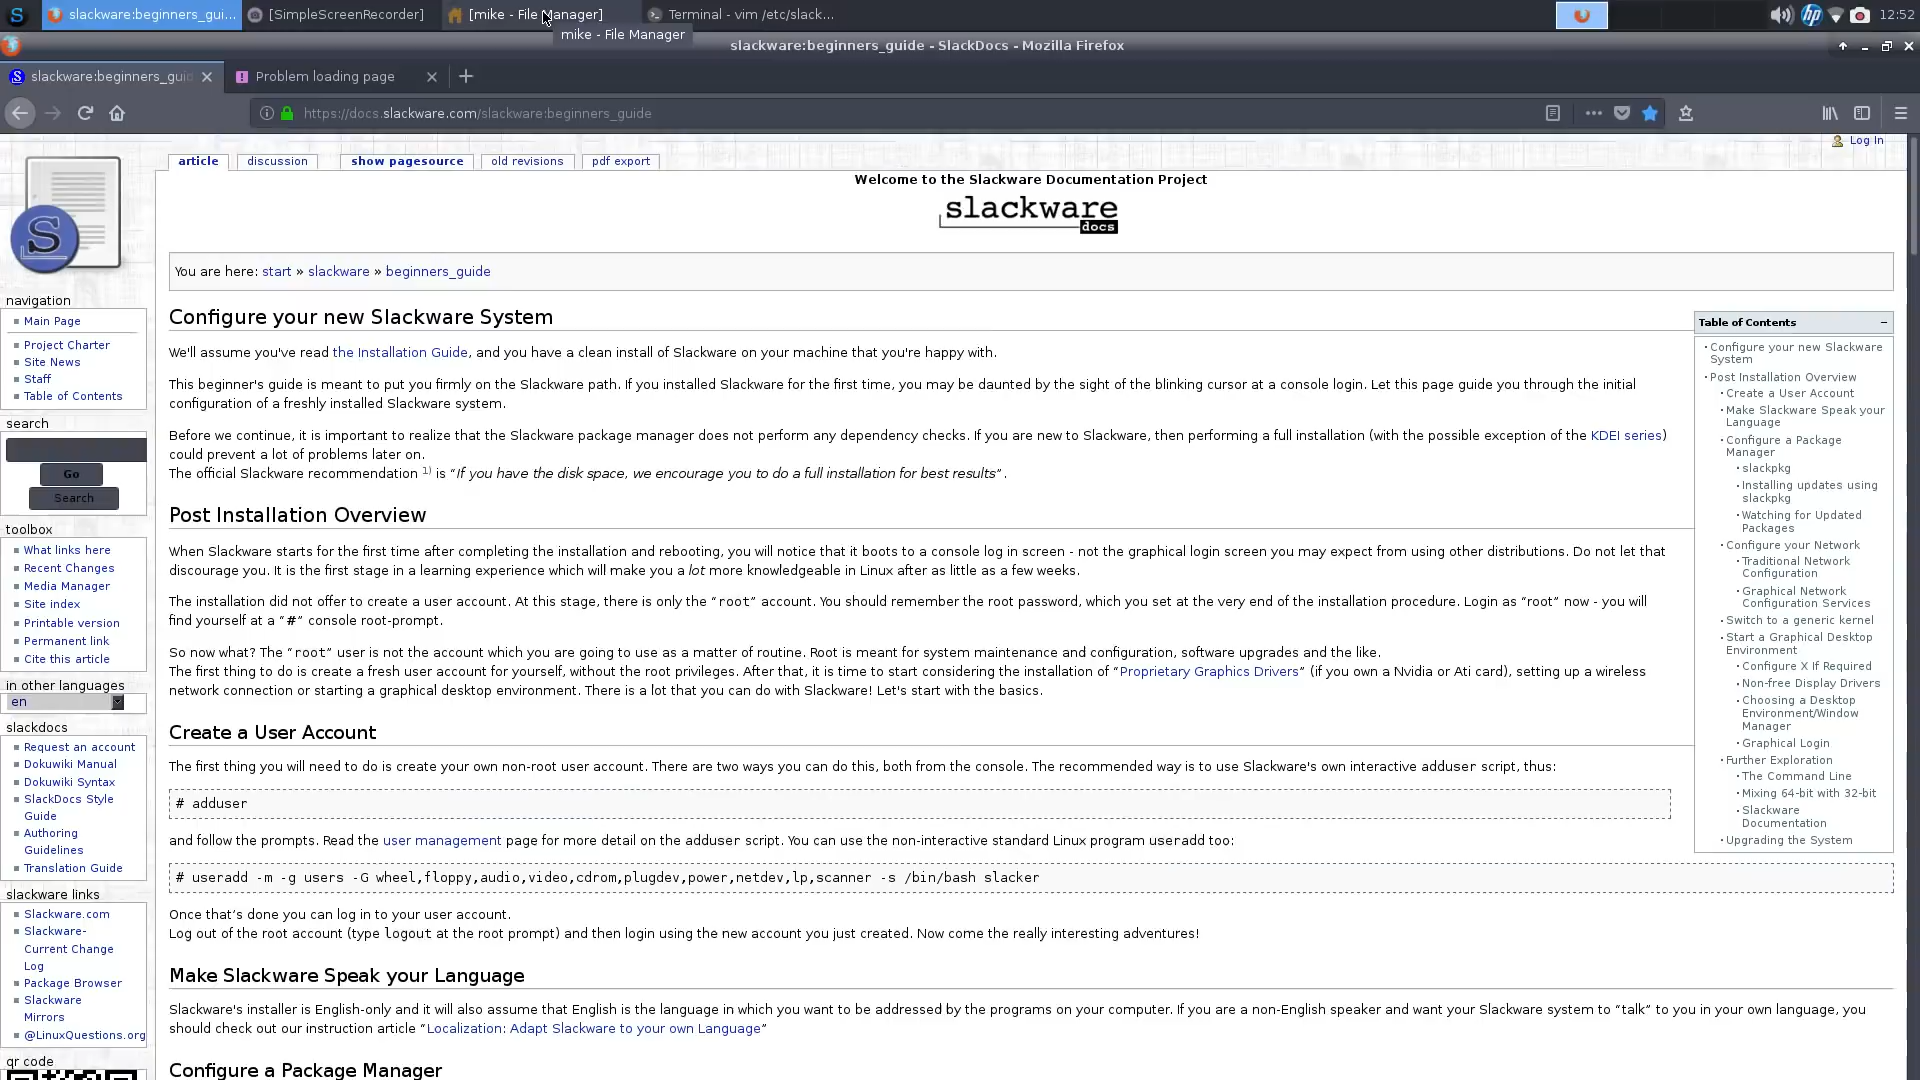 slackware:beginners_gui...
[SimpleScreenRecorder]
[mike - File Manager]
Terminal - vim /etc/slack...
hp
12:52
mike - File Manager
slackware:beginners_guide - SlackDocs - Mozilla Firefox
slackware:beginners_guid
Problem loading page
https://docs.slackware.com/slackware:beginners_guide
Log In
article
discussion
show pagesource
old revisions
pdf export
Welcome to the Slackware Documentation Project
slackware
docs
You are here: start » slackware » beginners_guide
navigation
Main Page
Project Charter
Site News
Staff
Table of Contents
search
Go
Search
toolbox
What links here
Recent Changes
Media Manager
Site index
Printable version
Permanent link
Cite this article
in other languages
en
slackdocs
Request an account
Dokuwiki Manual
Dokuwiki Syntax
SlackDocs Style
Guide
Authoring
Guidelines
Translation Guide
slackware links
Slackware.com
Slackware-
Current Change
Log
Package Browser
Slackware
Mirrors
@LinuxQuestions.org
qr code
Configure your new Slackware System
We'll assume you've read the Installation Guide, and you have a clean install of Slackware on your machine that you're happy with.
This beginner's guide is meant to put you firmly on the Slackware path. If you installed Slackware for the first time, you may be daunted by the sight of the blinking cursor at a console login. Let this page guide you through the initial
configuration of a freshly installed Slackware system.
Before we continue, it is important to realize that the Slackware package manager does not perform any dependency checks. If you are new to Slackware, then performing a full installation (with the possible exception of the KDEI series)
could prevent a lot of problems later on.
The official Slackware recommendation 1) is “If you have the disk space, we encourage you to do a full installation for best results” .
Post Installation Overview
When Slackware starts for the first time after completing the installation and rebooting, you will notice that it boots to a console log in screen - not the graphical login screen you may expect from using other distributions. Do not let that
discourage you. It is the first stage in a learning experience which will make you a lot more knowledgeable in Linux after as little as a few weeks.
The installation did not offer to create a user account. At this stage, there is only the “root” account. You should remember the root password, which you set at the very end of the installation procedure. Login as “root” now - you will
find yourself at a “#” console root-prompt.
So now what? The “root” user is not the account which you are going to use as a matter of routine. Root is meant for system maintenance and configuration, software upgrades and the like.
The first thing to do is create a fresh user account for yourself, without the root privileges. After that, it is time to start considering the installation of “Proprietary Graphics Drivers” (if you own a Nvidia or Ati card), setting up a wireless
network connection or starting a graphical desktop environment. There is a lot that you can do with Slackware! Let's start with the basics.
Create a User Account
The first thing you will need to do is create your own non-root user account. There are two ways you can do this, both from the console. The recommended way is to use Slackware's own interactive adduser script, thus:
# adduser
and follow the prompts. Read the user management page for more detail on the adduser script. You can use the non-interactive standard Linux program useradd too:
# useradd -m -g users -G wheel,floppy,audio,video,cdrom,plugdev,power,netdev,lp,scanner -s /bin/bash slacker
Once that’s done you can log in to your user account.
Log out of the root account (type logout at the root prompt) and then login using the new account you just created. Now come the really interesting adventures!
Make Slackware Speak your Language
Slackware's installer is English-only and it will also assume that English is the language in which you want to be addressed by the programs on your computer. If you are a non-English speaker and want your Slackware system to “talk” to you in your own language, you
should check out our instruction article “Localization: Adapt Slackware to your own Language”
Configure a Package Manager
Table of Contents
Configure your new Slackware
System
Post Installation Overview
Create a User Account
Make Slackware Speak your
Language
Configure a Package
Manager
slackpkg
Installing updates using
slackpkg
Watching for Updated
Packages
Configure your Network
Traditional Network
Configuration
Graphical Network
Configuration Services
Switch to a generic kernel
Start a Graphical Desktop
Environment
Configure X If Required
Non-free Display Drivers
Choosing a Desktop
Environment/Window
Manager
Graphical Login
Further Exploration
The Command Line
Mixing 64-bit with 32-bit
Slackware
Documentation
Upgrading the System